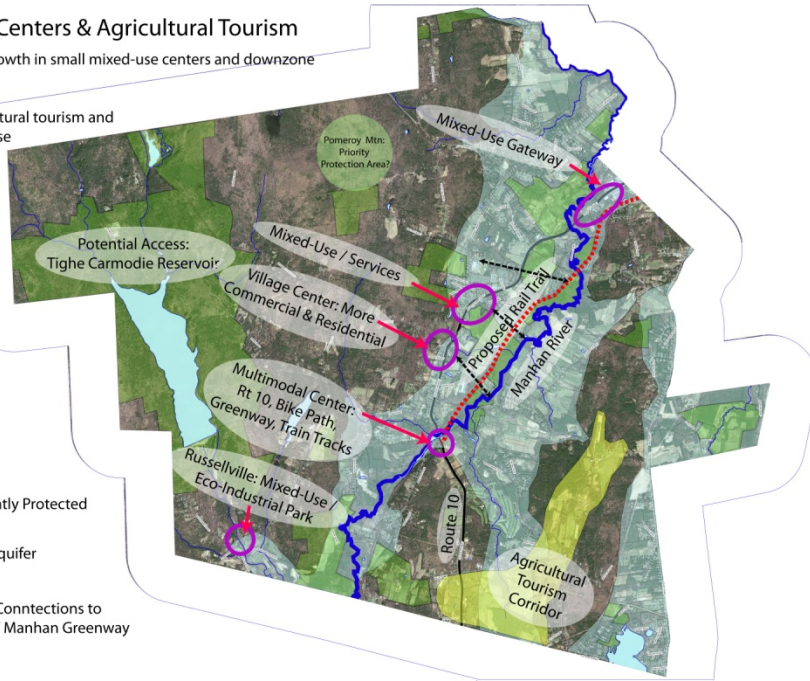 Centers & Agricultural Tourism
owth in small mixed-use centers and downzone
tural tourism and
se
Pomeroy Mtn:
Priority
Protection Area?
Mixed-Use Gateway
Potential Access:
Tighe Carmodie Reservoir
Mixed-Use / Services
Village Center: More
Commercial & Residential
Proposed Rail Trail
Manhan River
Multimodal Center:
Rt 10, Bike Path,
Greenway, Train Tracks
Russellville: Mixed-Use /
Eco-Industrial Park
Route 10
Agricultural
Tourism
Corridor
tly Protected
quifer
Conntections to
Manhan Greenway